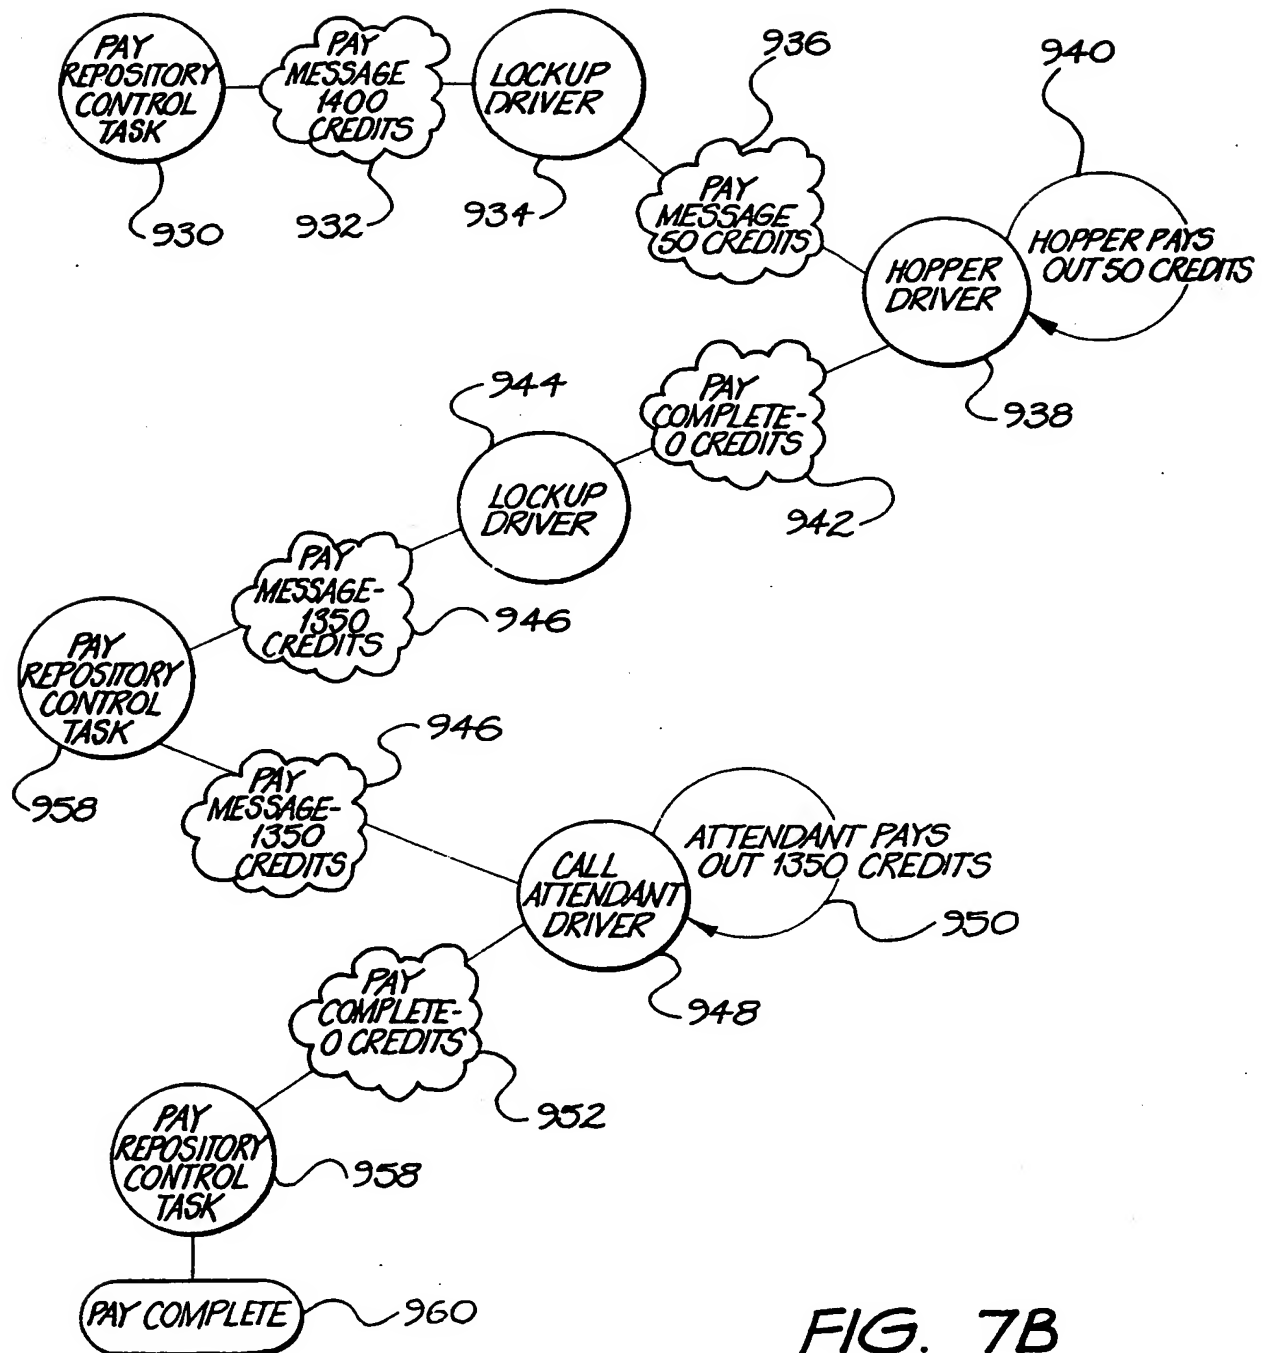 PAY
REPOSITORY
CONTROL
TASK
930
PAY
MESSAGE
1400
CREDITS
932
LOCKUP
DRIVER
934
936
PAY
MESSAGE
50 CREDITS
940
HOPPER PAYS
OUT 50 CREDITS
HOPPER
DRIVER
938
PAY
COMPLETE-
0 CREDITS
942
944
LOCKUP
DRIVER
PAY
MESSAGE-
1350
CREDITS
946
PAY
REPOSITORY
CONTROL
TASK
958
946
PAY
MESSAGE-
1350
CREDITS
CALL
ATTENDANT
DRIVER
948
ATTENDANT PAYS
OUT 1350 CREDITS
950
PAY
COMPLETE-
0 CREDITS
952
PAY
REPOSITORY
CONTROL
TASK
958
PAY COMPLETE
960
FIG. 7B